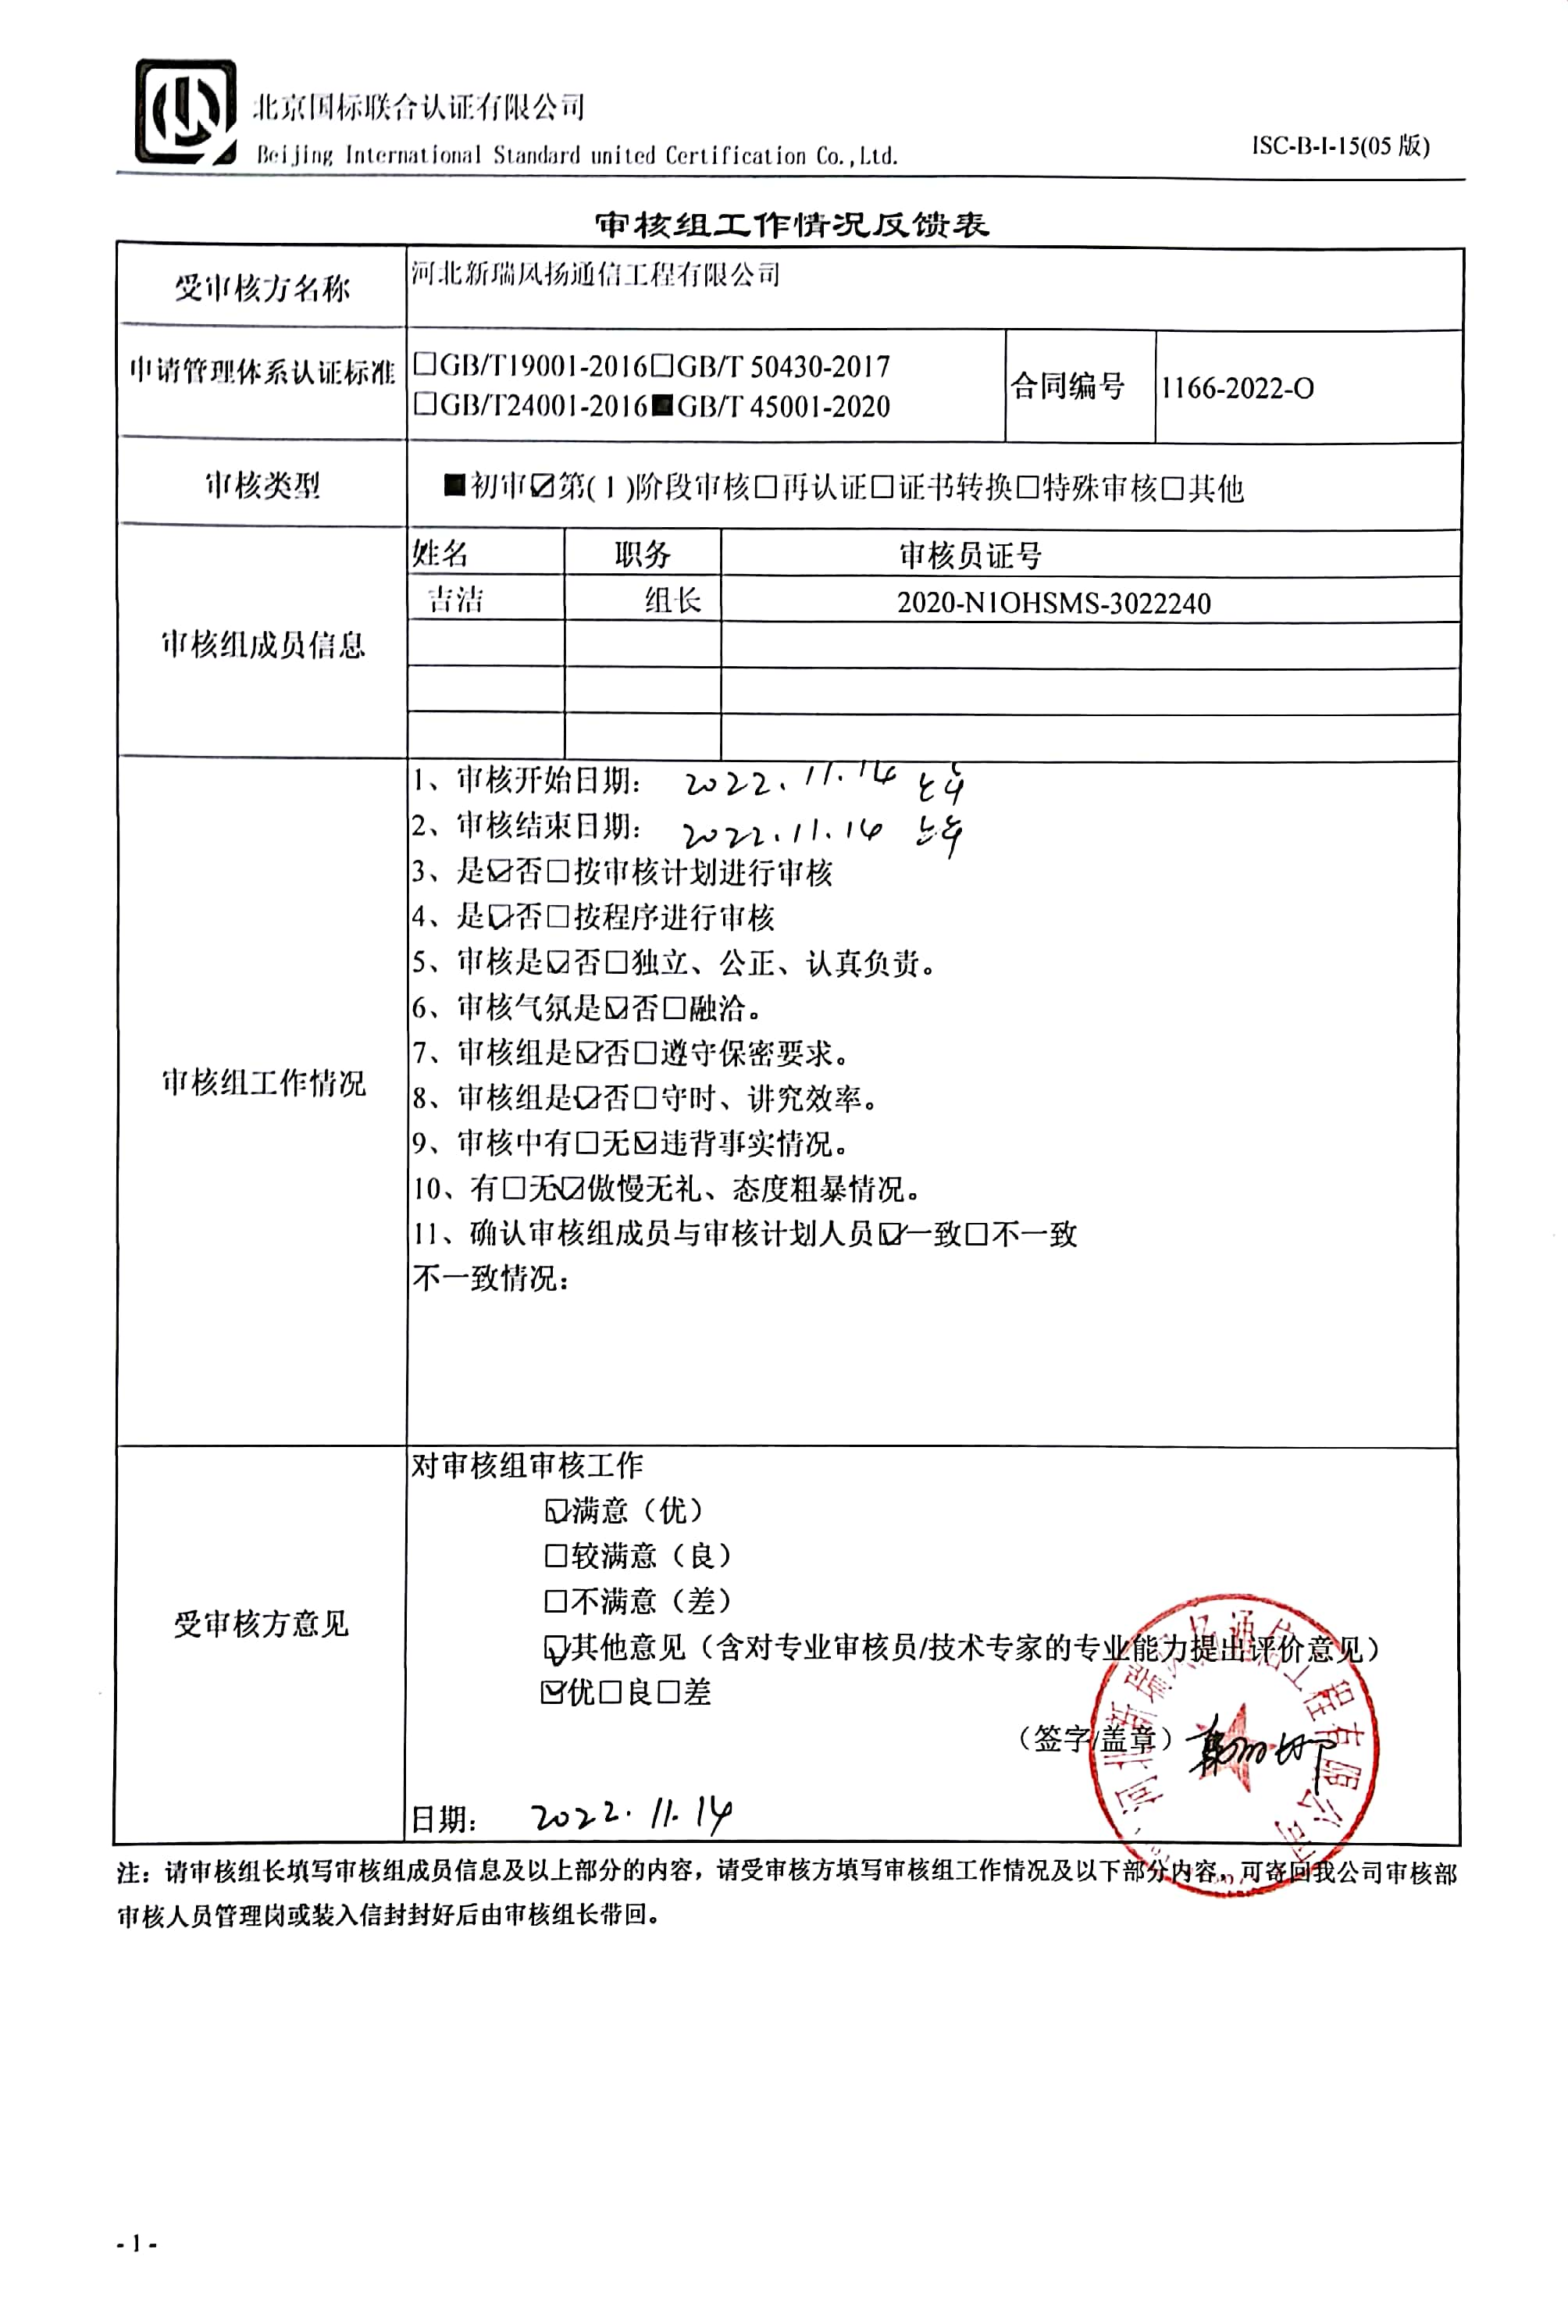 北京国标联合认证有限公司
Beijing International Standard united Certification Co.,Ltd.
ISC-B-I-15(05 版)
审核组工作情况反馈表
受审核方名称
河北新瑞风扬通信工程有限公司
申请管理体系认证标准
□GB/T19001-2016□GB/T 50430-2017
□GB/T24001-2016■GB/T 45001-2020
合同编号
1166-2022-O
审核类型
■初审☑第(1)阶段审核□再认证□证书转换□特殊审核□其他
审核组成员信息
姓名 职务 审核员证号
吉洁 组长 2020-N1OHSMS-3022240
审核组工作情况
1、审核开始日期： 2022.11.14 上午
2、审核结束日期： 2022.11.14 上午
3、是☑否□按审核计划进行审核
4、是☑否□按程序进行审核
5、审核是☑否□独立、公正、认真负责。
6、审核气氛是☑否□融洽。
7、审核组是☑否□遵守保密要求。
8、审核组是☑否□守时、讲究效率。
9、审核中有□无☑违背事实情况。
10、有□无☑傲慢无礼、态度粗暴情况。
11、确认审核组成员与审核计划人员☑一致□不一致
不一致情况：
受审核方意见
对审核组审核工作
☑满意（优）
□较满意（良）
□不满意（差）
☑其他意见（含对专业审核员/技术专家的专业能力提出评价意见）
☑优□良□差
（签字/盖章）
河北新瑞风扬通信工程有限公司
日期： 2022.11.14
注：请审核组长填写审核组成员信息及以上部分的内容，请受审核方填写审核组工作情况及以下部分内容，可寄回我公司审核部
审核人员管理岗或装入信封封好后由审核组长带回。
- 1 -